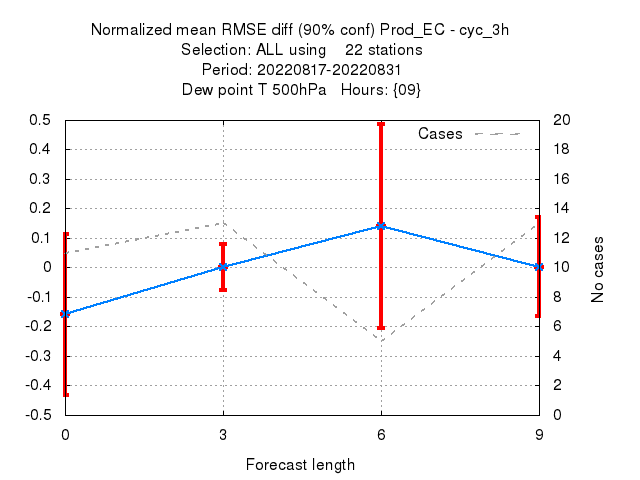 Normalized mean RMSE diff (90% conf) Prod_EC - cyc_3h
Selection: ALL using 22 stations
Period: 20220817-20220831
Dew point T 500hPa Hours: {09}
Cases
0.5
0.4
0.3
0.2
0.1
0
-0.1
-0.2
-0.3
-0.4
-0.5
20
18
16
14
12
10
8
6
4
2
0
No cases
0 3 6 9
Forecast length